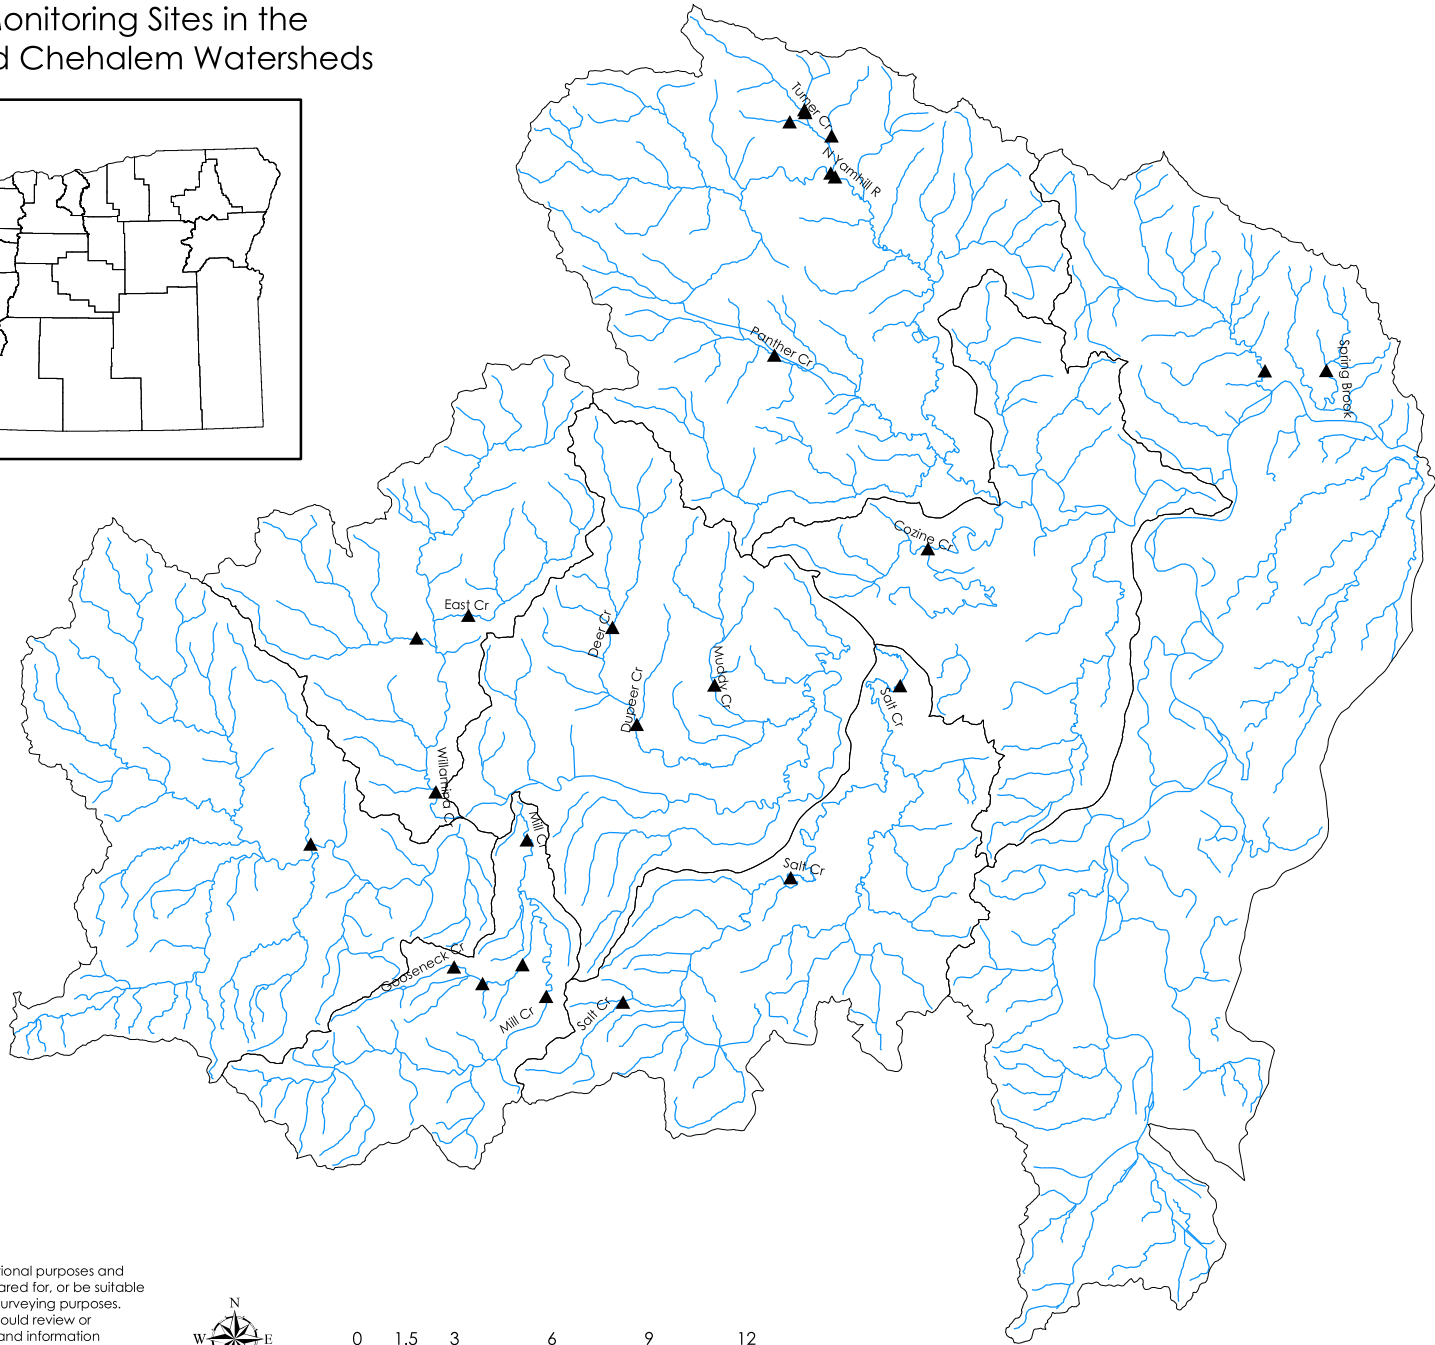 onitoring Sites in the
d Chehalem Watersheds
Turner Cr
N Yamhill R
Panther Cr
Spring Brook
Cozine Cr
East Cr
Deer Cr
Muddy Cr
Dupeer Cr
Salt Cr
Willamina C
Mill Cr
Salt Cr
Gooseneck Cr
Mill Cr
Salt Cr
ional purposes and
ared for, or be suitable
urveying purposes.
ould review or
and information
N
W E
0 1.5 3 6 9 12